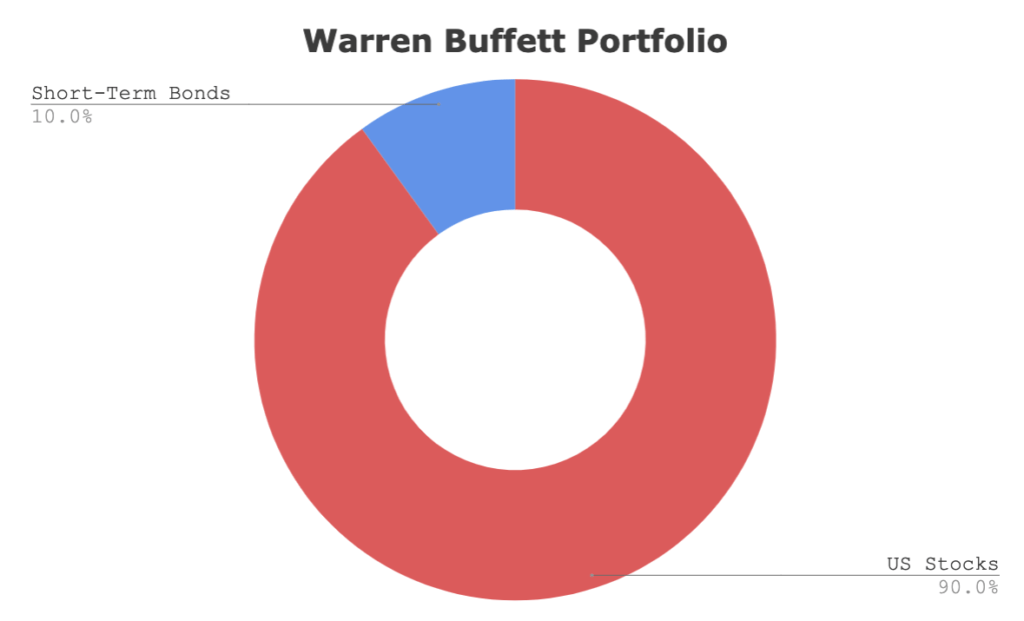 Warren Buffett Portfolio
Short-Term Bonds
10.0%
US Stocks
90.0%